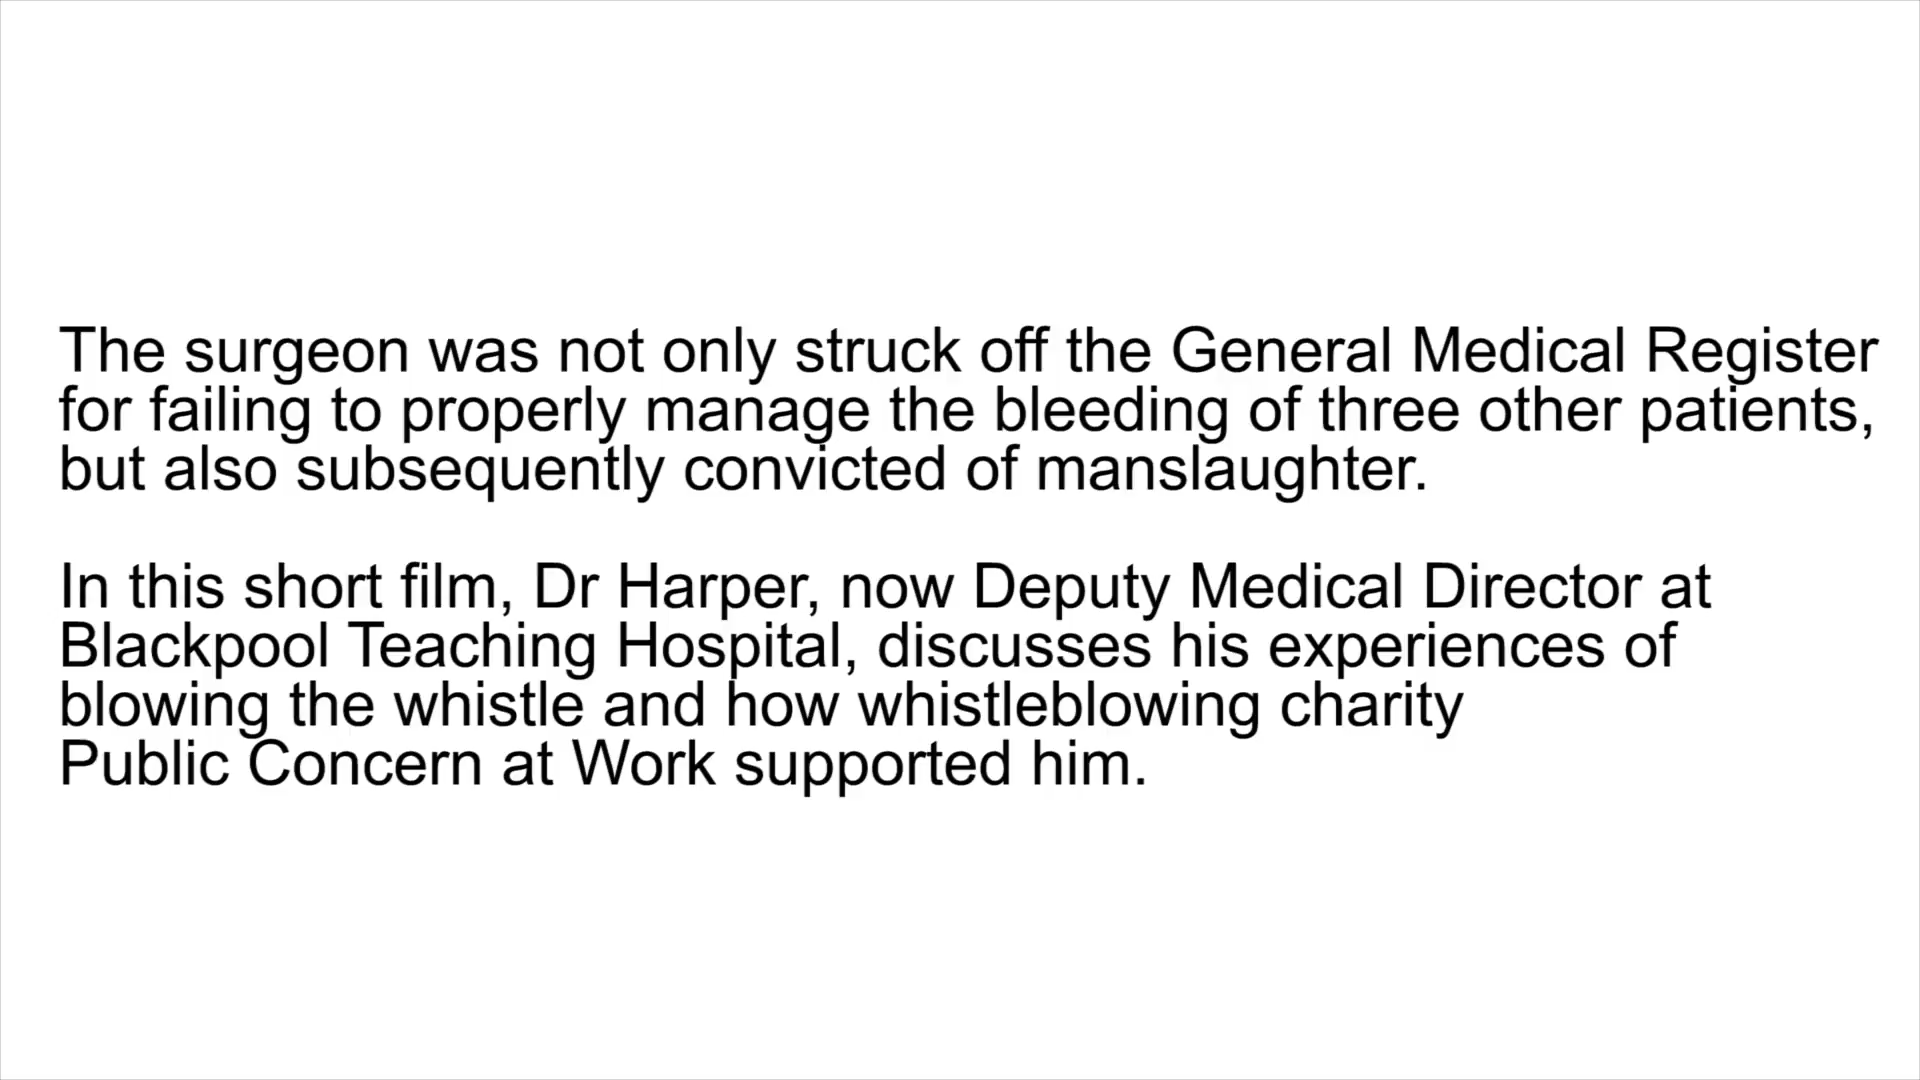 The surgeon was not only struck off the General Medical Register
for failing to properly manage the bleeding of three other patients,
but also subsequently convicted of manslaughter.
In this short film, Dr Harper, now Deputy Medical Director at
Blackpool Teaching Hospital, discusses his experiences of
blowing the whistle and how whistleblowing charity
Public Concern at Work supported him.